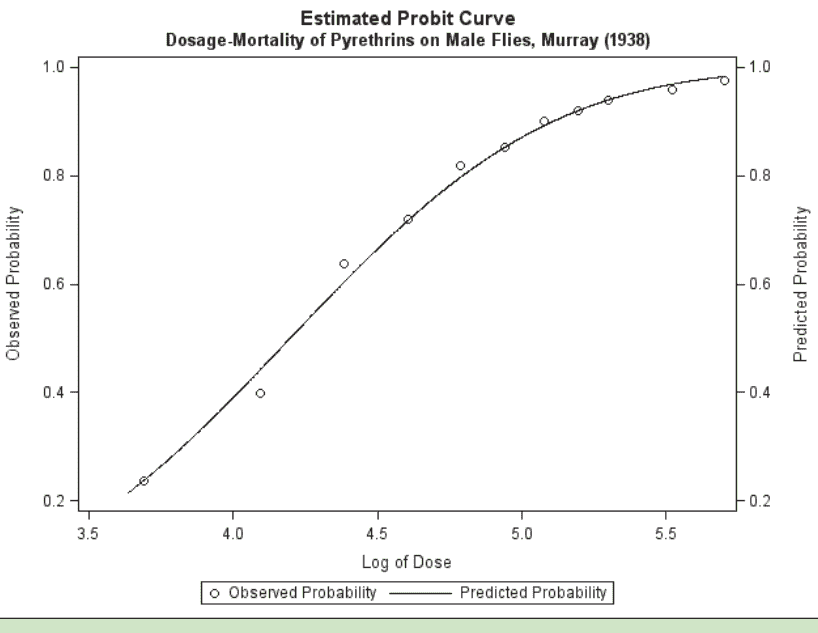 Estimated Probit Curve
Dosage-Mortality of Pyrethrins on Male Flies, Murray (1938)
1.0
0.8
0.6
0.4
0.2
Observed Probability
1.0
0.8
0.6
0.4
0.2
Predicted Probability
3.5 4.0 4.5 5.0 5.5
Log of Dose
Observed Probability Predicted Probability